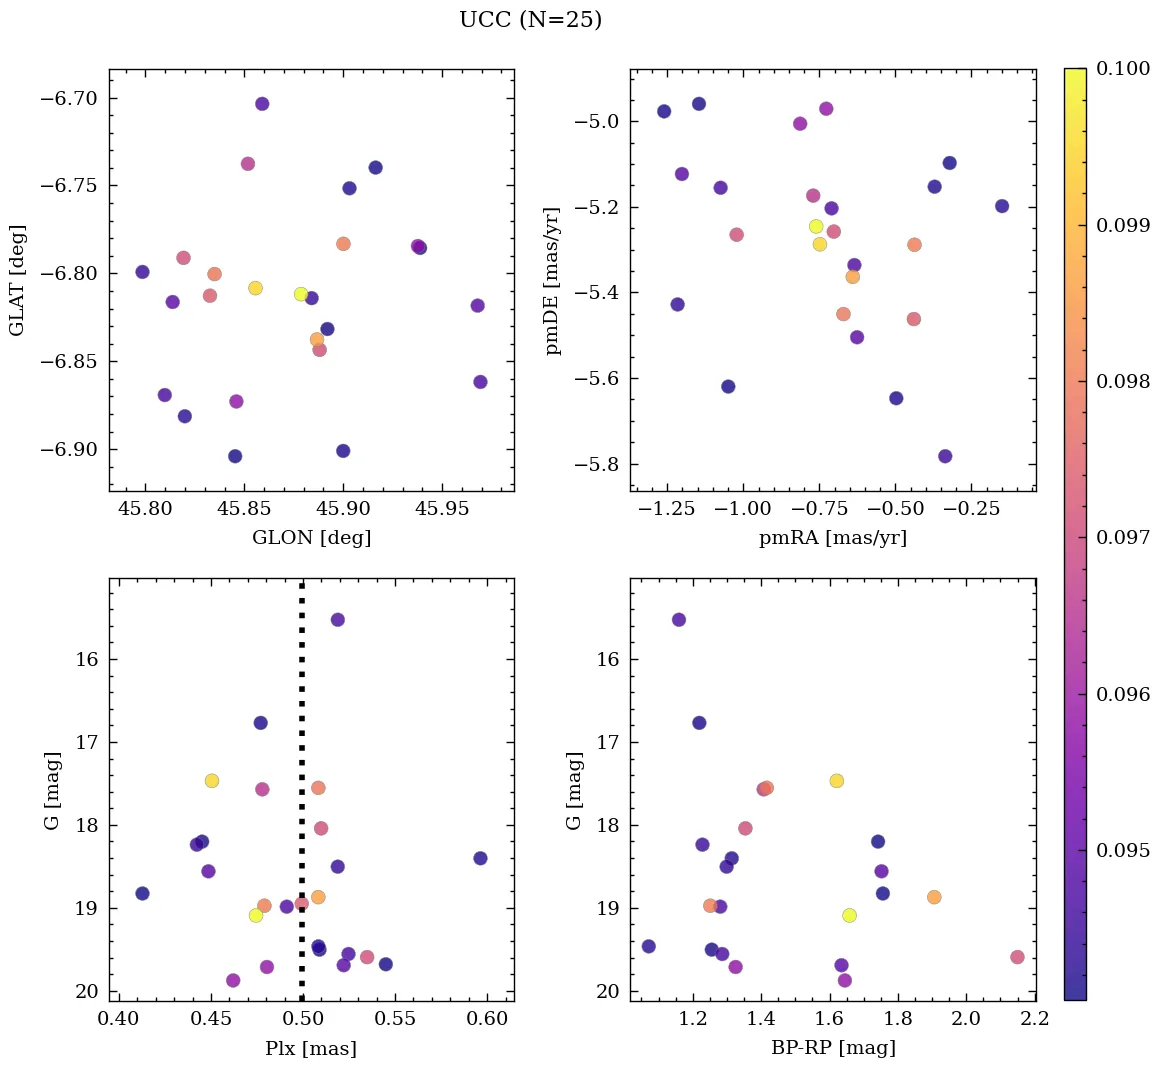 UCC (N=25)
−6.70
−6.75
−6.80
−6.85
−6.90
GLAT [deg]
45.80 45.85 45.90 45.95
GLON [deg]
−5.0
−5.2
−5.4
−5.6
−5.8
pmDE [mas/yr]
−1.25 −1.00 −0.75 −0.50 −0.25
pmRA [mas/yr]
16
17
18
19
20
G [mag]
0.40 0.45 0.50 0.55 0.60
Plx [mas]
16
17
18
19
20
G [mag]
1.2 1.4 1.6 1.8 2.0 2.2
BP-RP [mag]
0.100
0.099
0.098
0.097
0.096
0.095